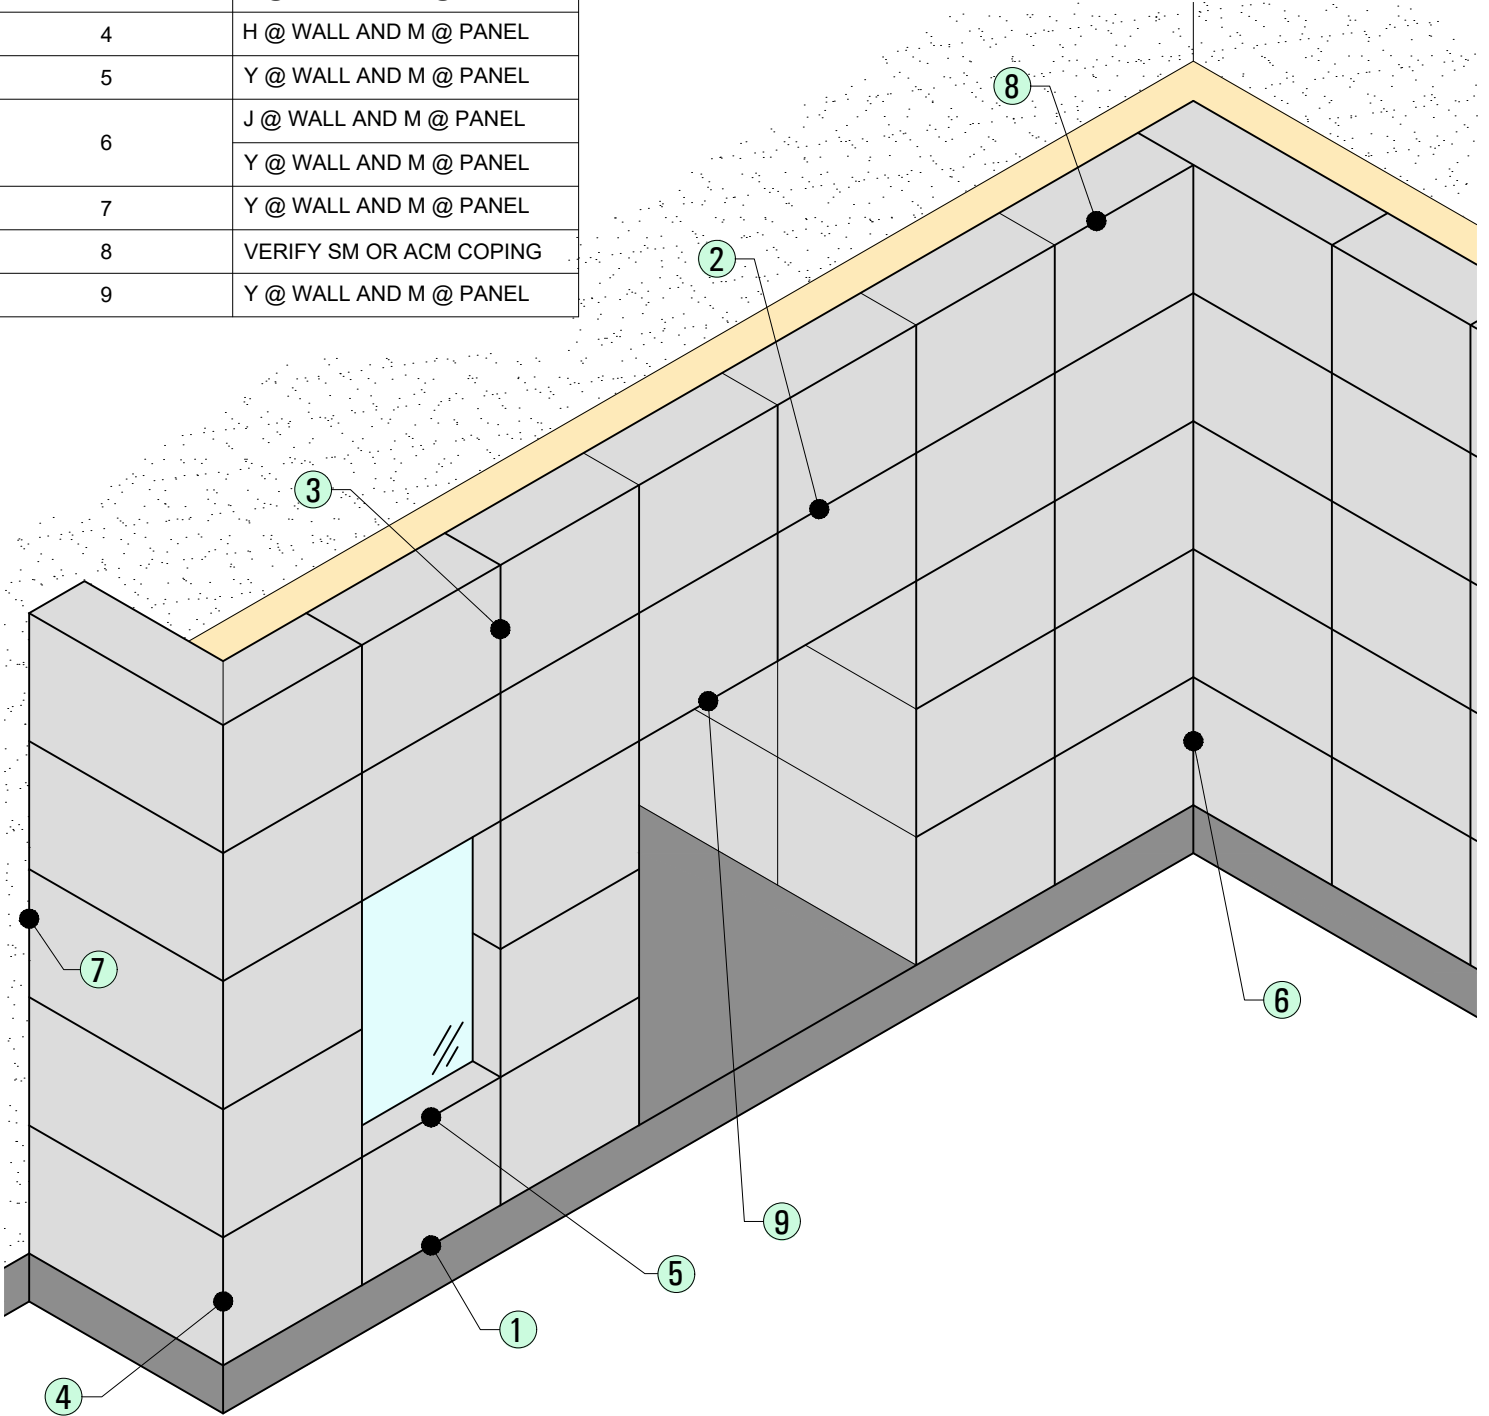 4 H @ WALL AND M @ PANEL
5 Y @ WALL AND M @ PANEL
6 J @ WALL AND M @ PANEL
Y @ WALL AND M @ PANEL
7 Y @ WALL AND M @ PANEL
8 VERIFY SM OR ACM COPING
9 Y @ WALL AND M @ PANEL
8
2
3
7
6
9
5
1
4